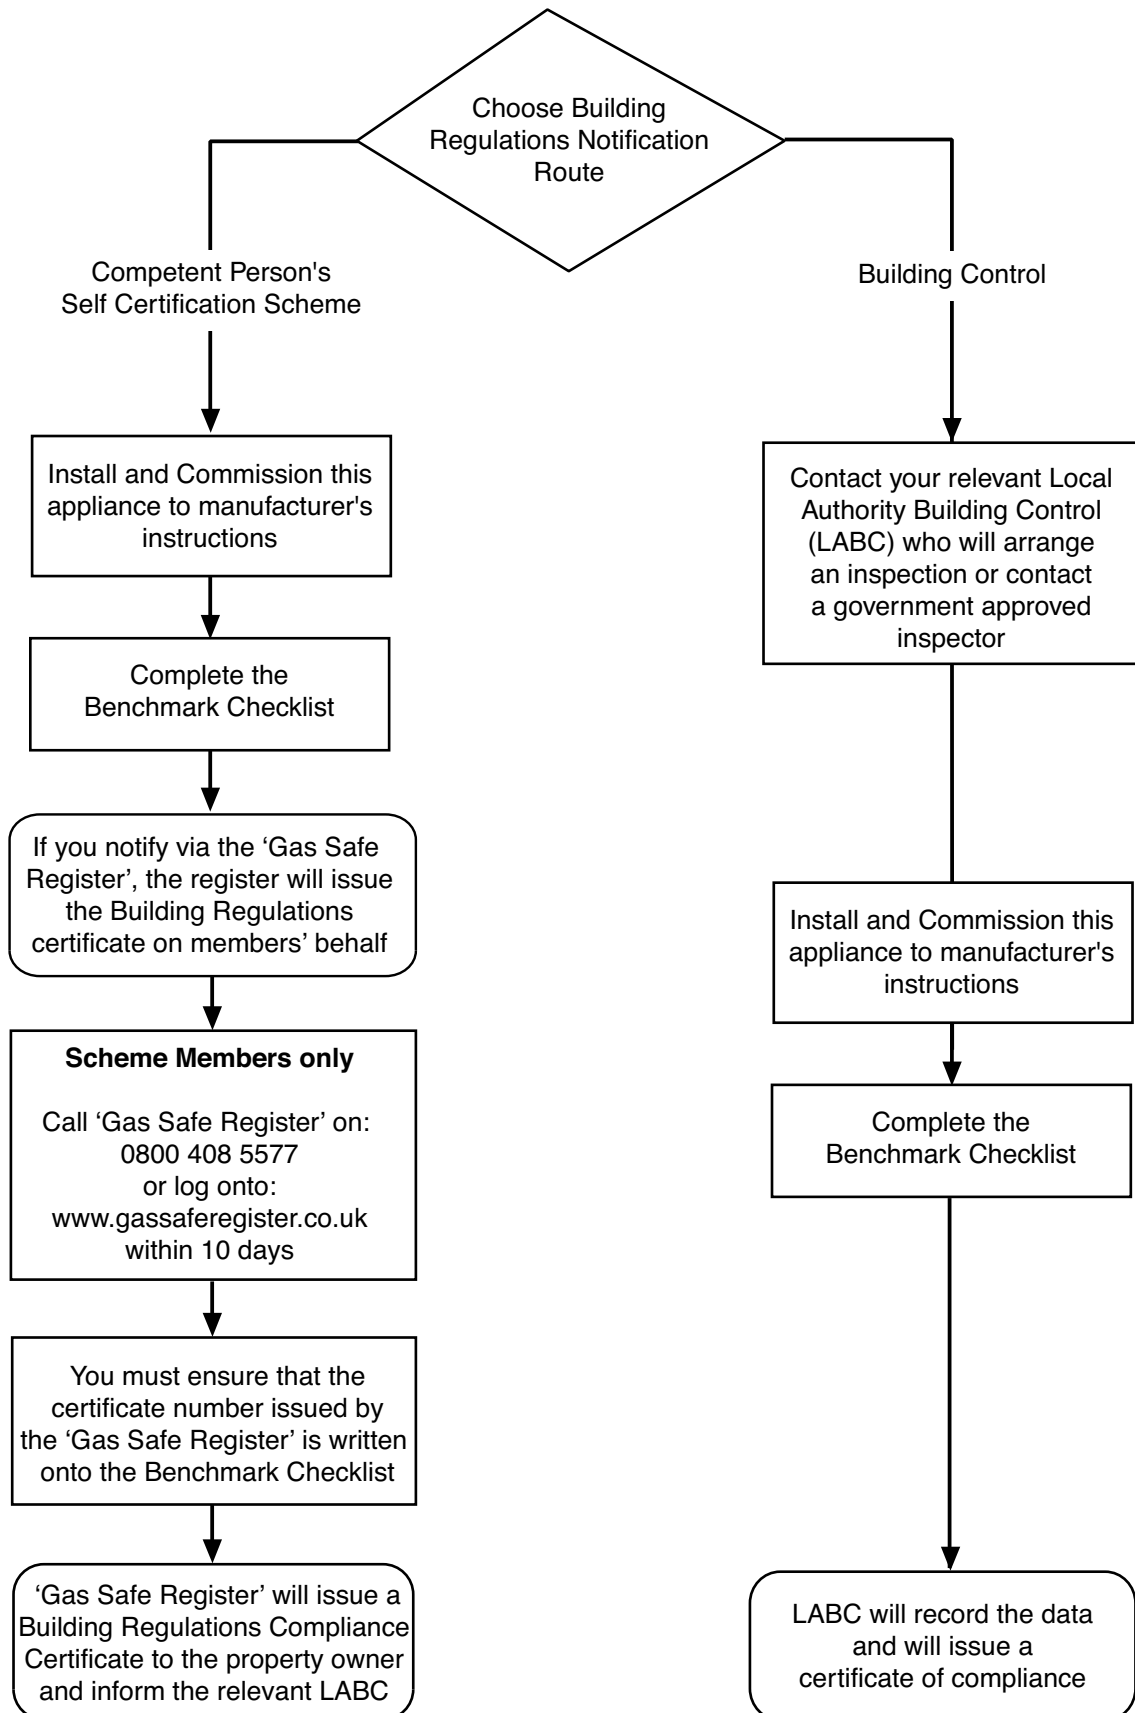 Choose Building
Regulations Notification
Route
Competent Person's
Self Certification Scheme
Building Control
Install and Commission this
appliance to manufacturer's
instructions
Complete the
Benchmark Checklist
If you notify via the ‘Gas Safe
Register’, the register will issue
the Building Regulations
certificate on members’ behalf
Scheme Members only
Call ‘Gas Safe Register’ on:
0800 408 5577
or log onto:
www.gassaferegister.co.uk
within 10 days
You must ensure that the
certificate number issued by
the ‘Gas Safe Register’ is written
onto the Benchmark Checklist
‘Gas Safe Register’ will issue a
Building Regulations Compliance
Certificate to the property owner
and inform the relevant LABC
Contact your relevant Local
Authority Building Control
(LABC) who will arrange
an inspection or contact
a government approved
inspector
Install and Commission this
appliance to manufacturer's
instructions
Complete the
Benchmark Checklist
LABC will record the data
and will issue a
certificate of compliance